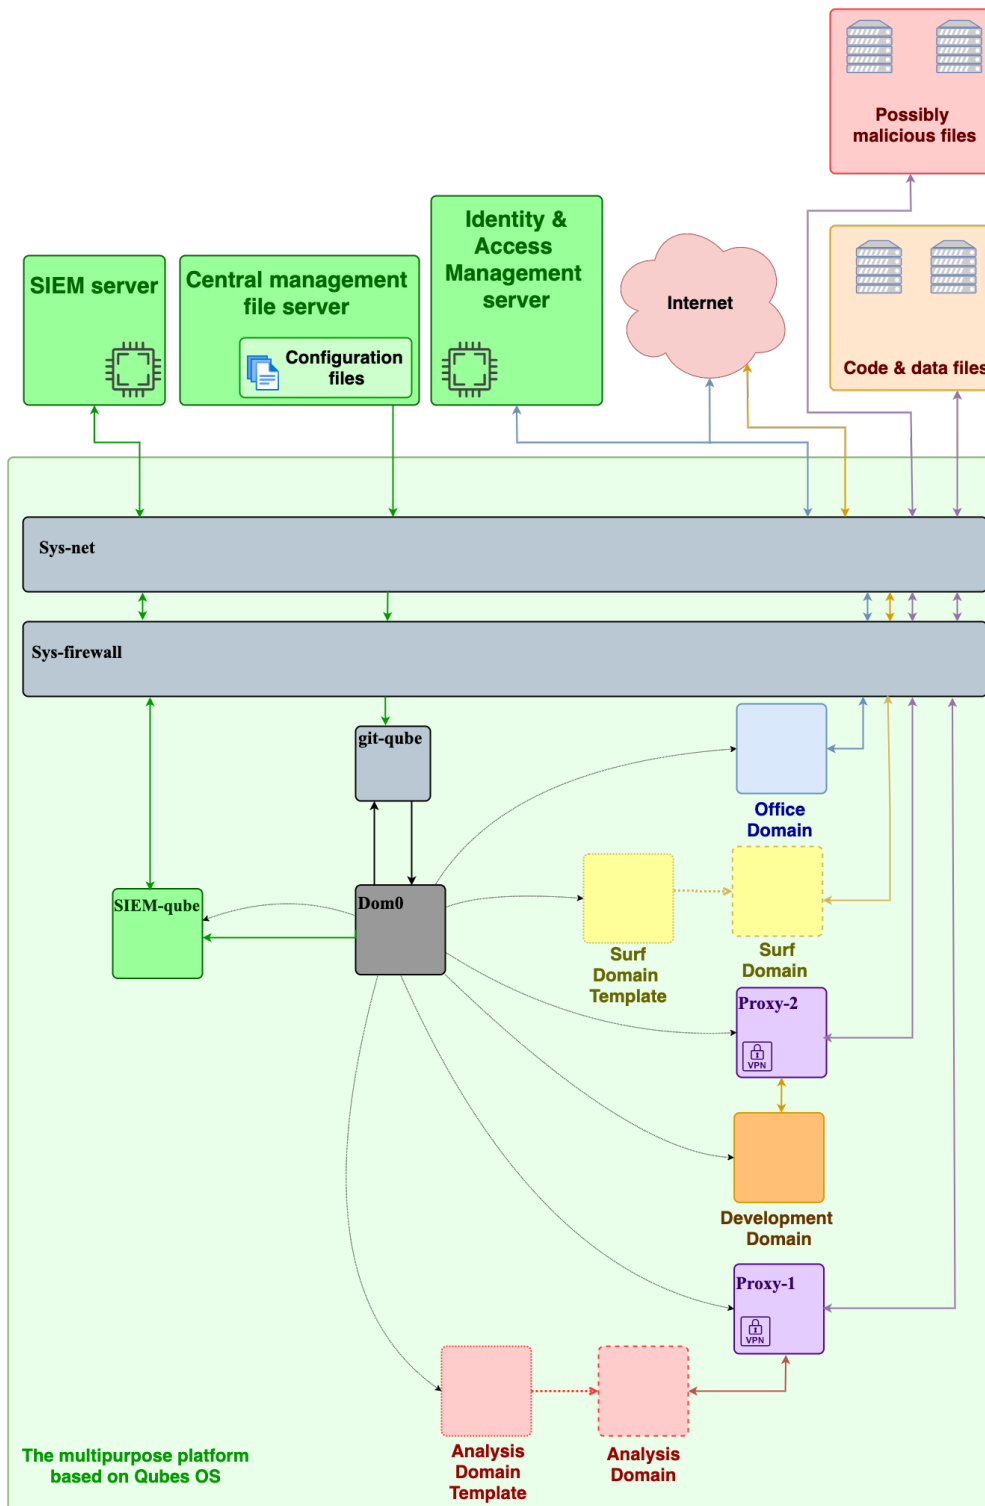 Possibly
malicious files
Identity &
Access
Management
server
SIEM server
Central management
file server
Configuration
files
Internet
Code & data files
Sys-net
Sys-firewall
git-qube
Office
Domain
SIEM-qube
Dom0
Surf
Domain
Template
Surf
Domain
Proxy-2
VPN
Development
Domain
Proxy-1
VPN
Analysis
Domain
Template
Analysis
Domain
The multipurpose platform
based on Qubes OS